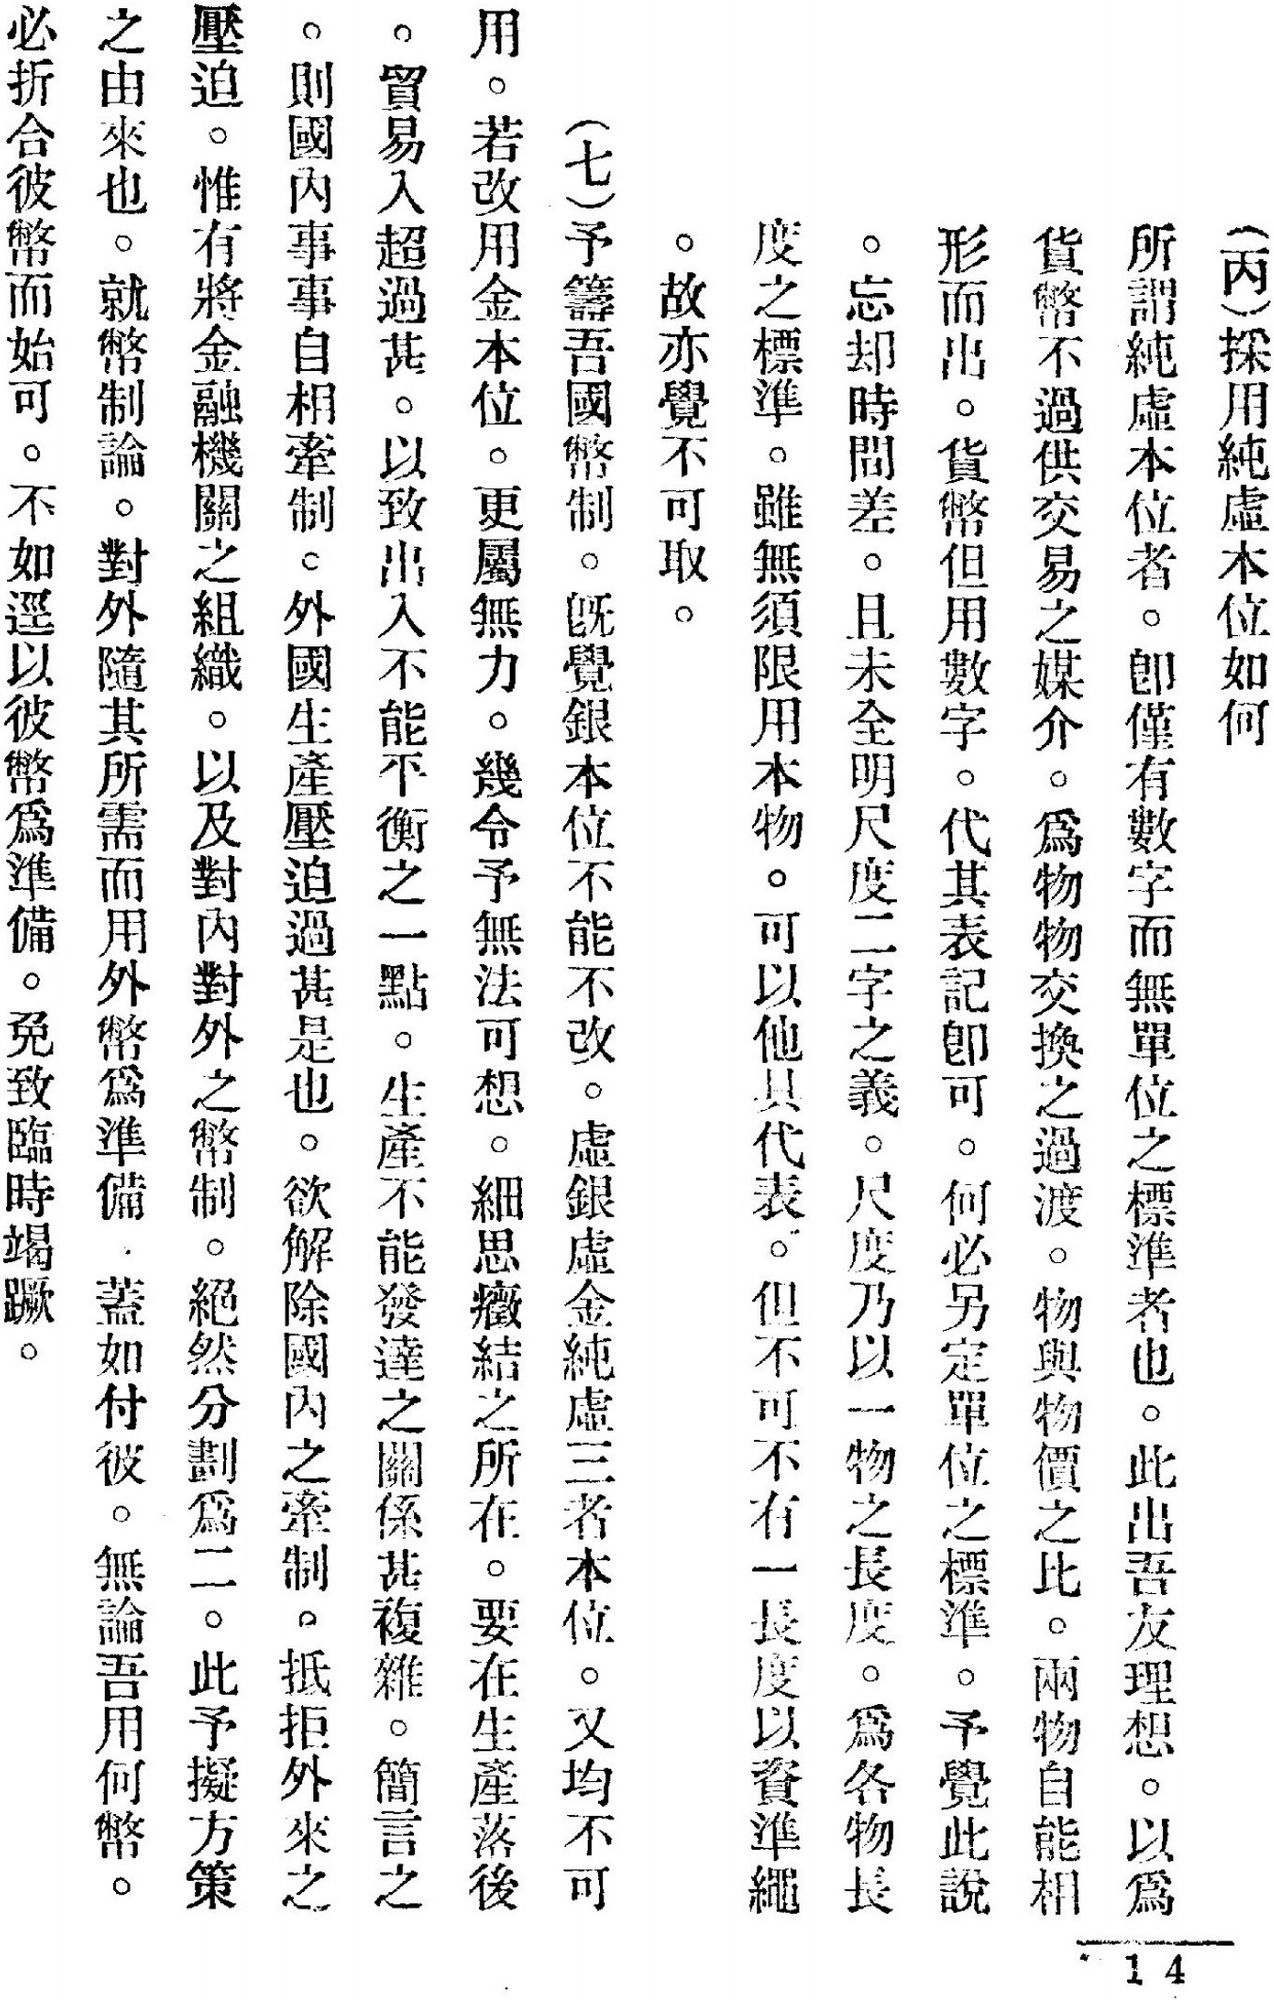 (丙)採用純虛本位如何
所謂純虛本位者。卽僅有數字而無單位之標準者也。此出吾友理想。以爲
貨幣不過供交易之媒介。爲物物交換之過渡。物與物價之比。兩物自能相
形而出。貨幣但用數字。代其表記卽可。何必另定單位之標準。予覺此說
。忘却時間差。且未全明尺度二字之義。尺度乃以一物之長度。爲各物長
度之標準。雖無須限用本物。可以他具代表。但不可不有一長度以資準繩
。故亦覺不可取。
(七)予籌吾國幣制。旣覺銀本位不能不改。虛銀虛金純虛三者本位。又均不可
用。若改用金本位。更屬無力。幾令予無法可想。細思癥結之所在。要在生產落後
。貿易入超過甚。以致出入不能平衡之一點。生產不能發達之關係甚複雜。簡言之
。則國內事事自相牽制。外國生產壓迫過甚是也。欲解除國內之牽制。抵拒外來之
壓迫。惟有將金融機關之組織。以及對內對外之幣制。絕然分劃爲二。此予擬方策
之由來也。就幣制論。對外隨其所需而用外幣爲準備．蓋如付彼。無論吾用何幣。
必折合彼幣而始可。不如逕以彼幣爲準備。免致臨時竭蹶。
14